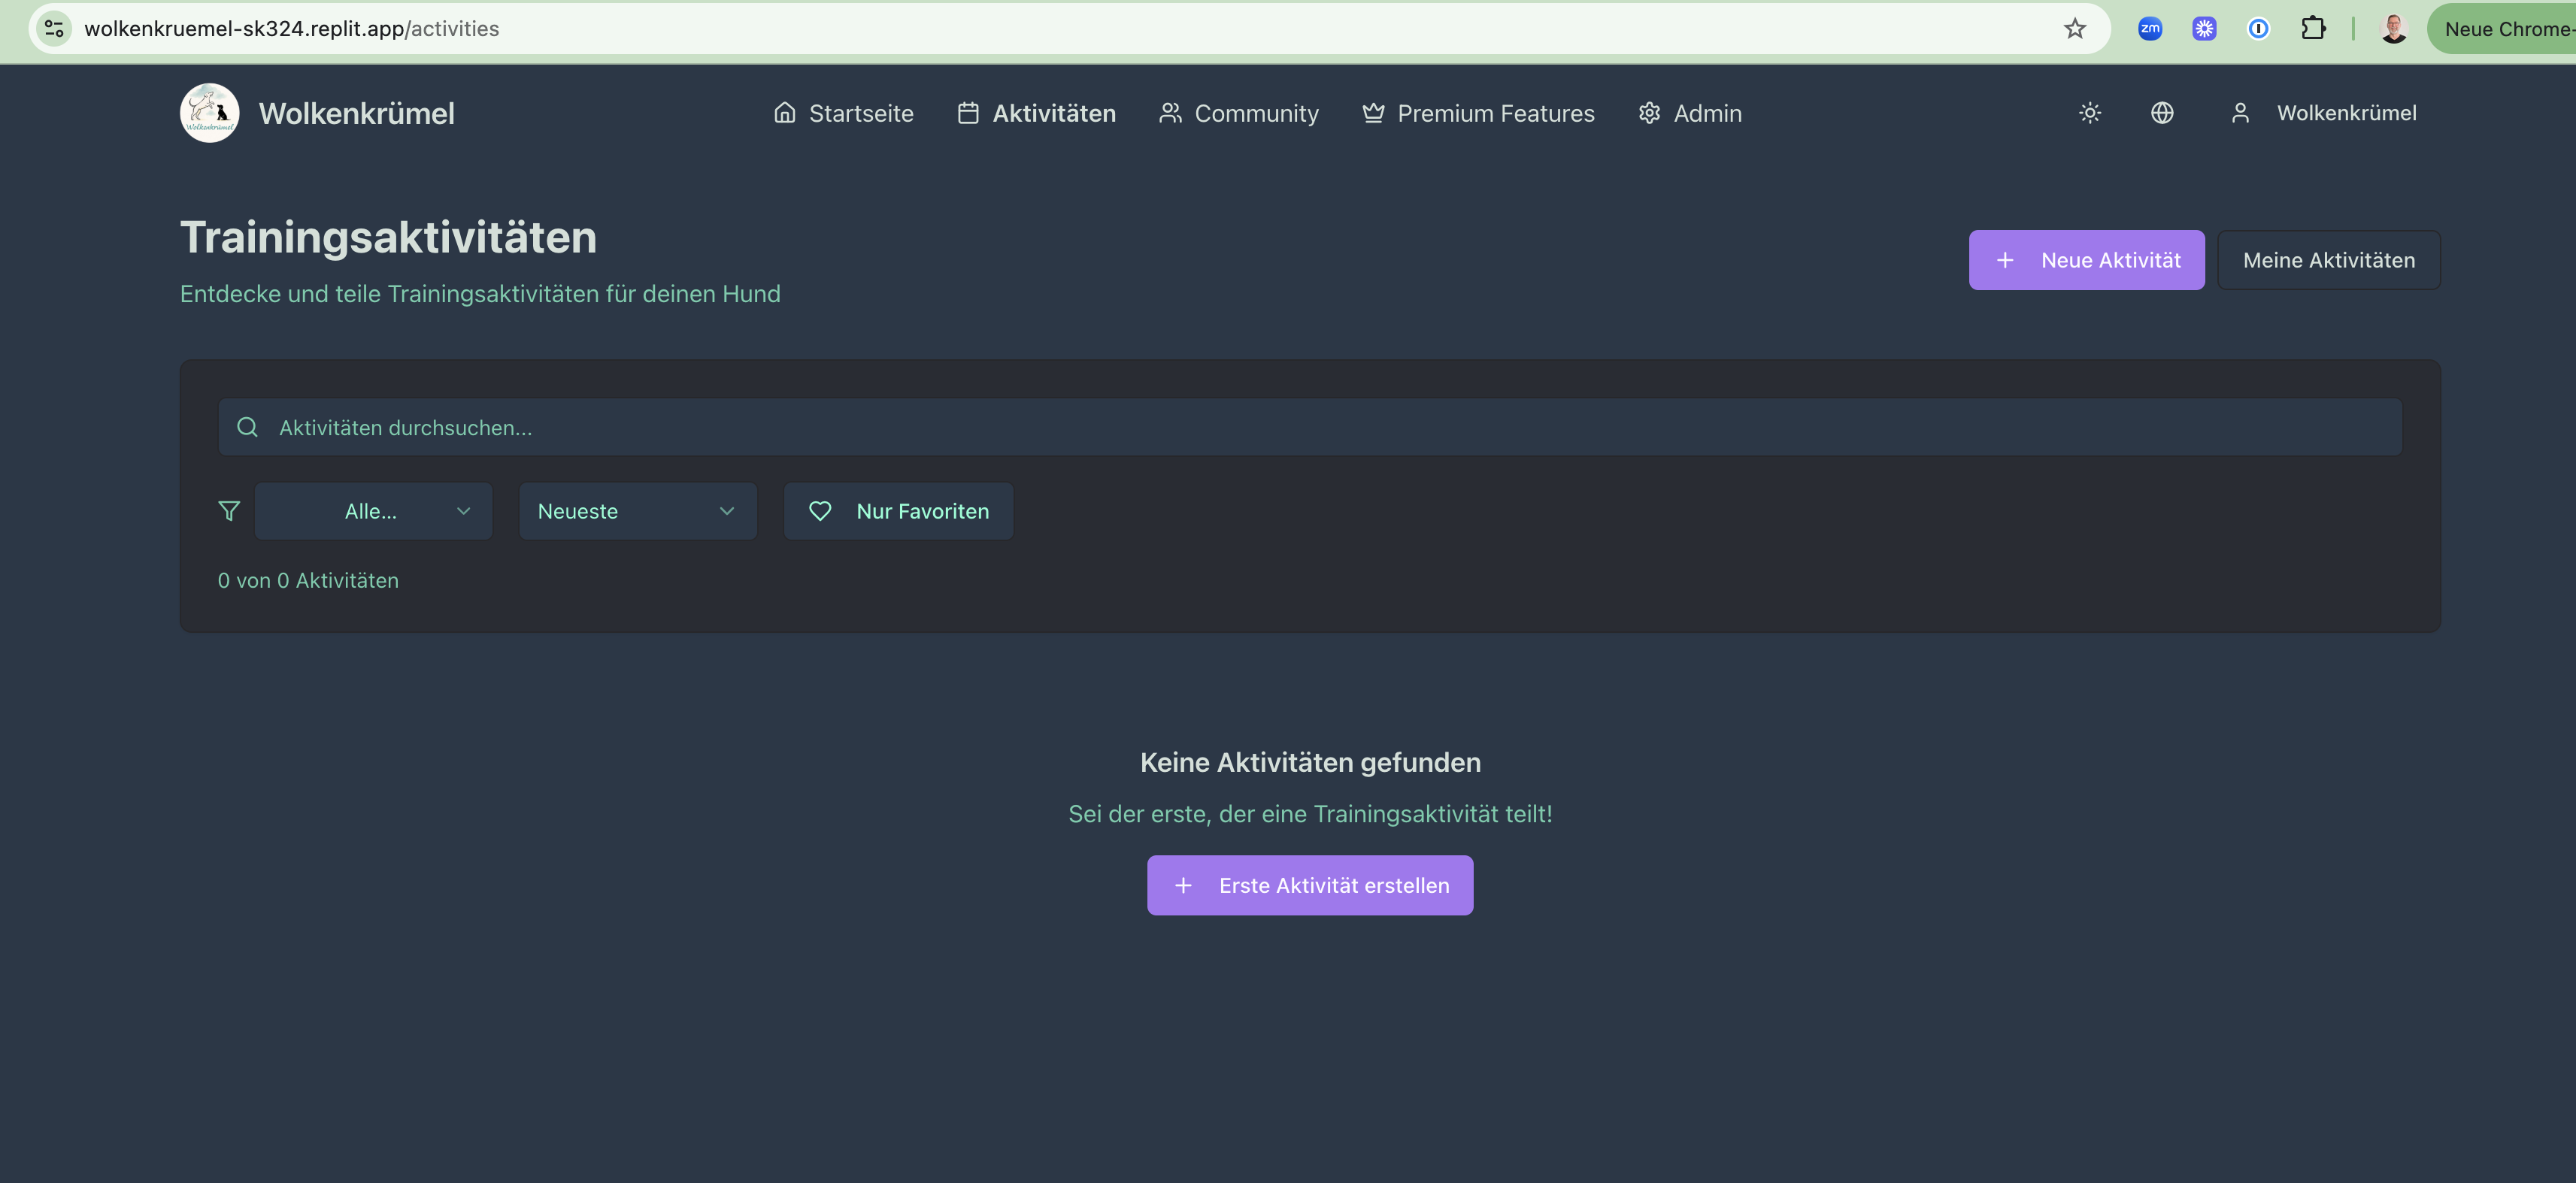 wolkenkruemel-sk324.replit.app/activities
zm
Neue Chrome-
Wolkenkrümel
Wolkenkrümel
Startseite
Aktivitäten
Community
Premium Features
Admin
Wolkenkrümel
Trainingsaktivitäten
Entdecke und teile Trainingsaktivitäten für deinen Hund
Neue Aktivität
Meine Aktivitäten
Aktivitäten durchsuchen...
Alle...
Neueste
Nur Favoriten
0 von 0 Aktivitäten
Keine Aktivitäten gefunden
Sei der erste, der eine Trainingsaktivität teilt!
Erste Aktivität erstellen